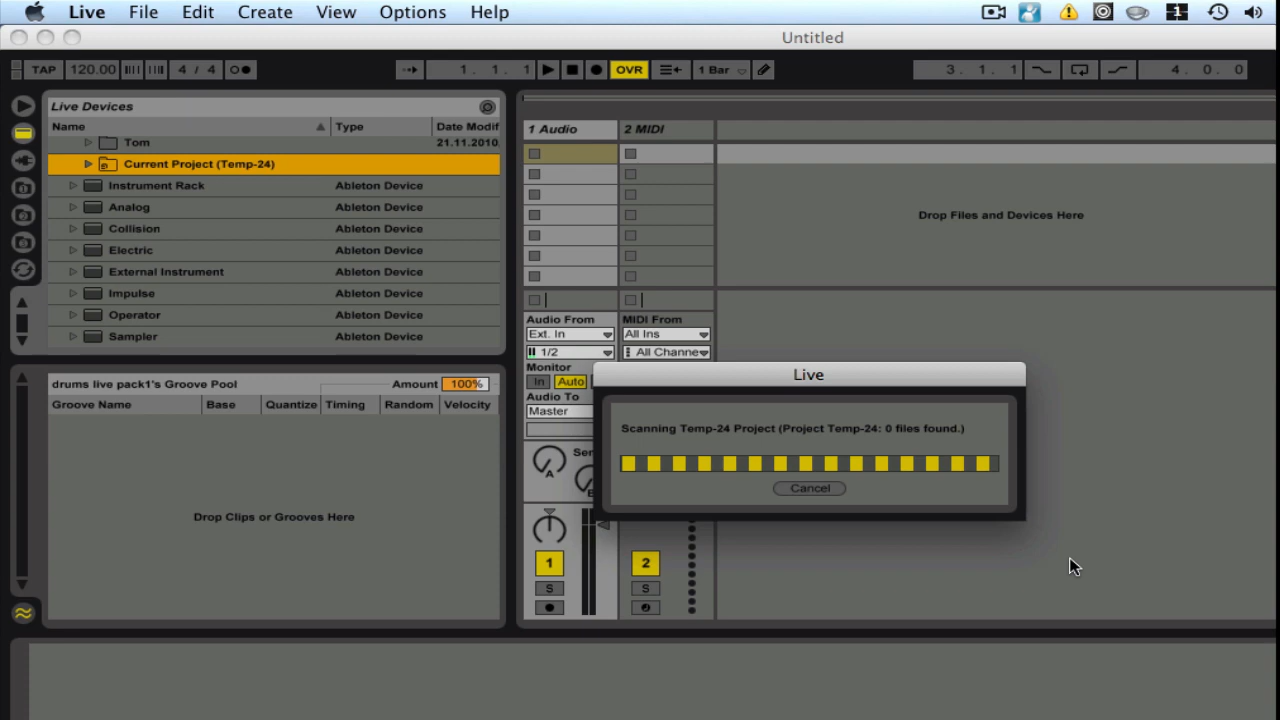 Live File Edit Create View Options Help
Untitled
TAP 120.00 4 / 4 1. 1. 1 OVR 1 Bar 3. 1. 1 4. 0. 0
Live Devices
Name Type Date Modif
Tom 21.11.2010
Current Project (Temp-24)
Instrument Rack Ableton Device
Analog Ableton Device
Collision Ableton Device
Electric Ableton Device
External Instrument Ableton Device
Impulse Ableton Device
Operator Ableton Device
Sampler Ableton Device
drums live pack1's Groove Pool Amount 100%
Groove Name Base Quantize Timing Random Velocity
Drop Clips or Grooves Here
1 Audio 2 MIDI
Drop Files and Devices Here
Audio From MIDI From
Ext. In All Ins
1/2 All Channe
Monitor
In Auto
Audio To
Master
Sen
A
1 2
S S
Live
Scanning Temp-24 Project (Project Temp-24: 0 files found.)
Cancel